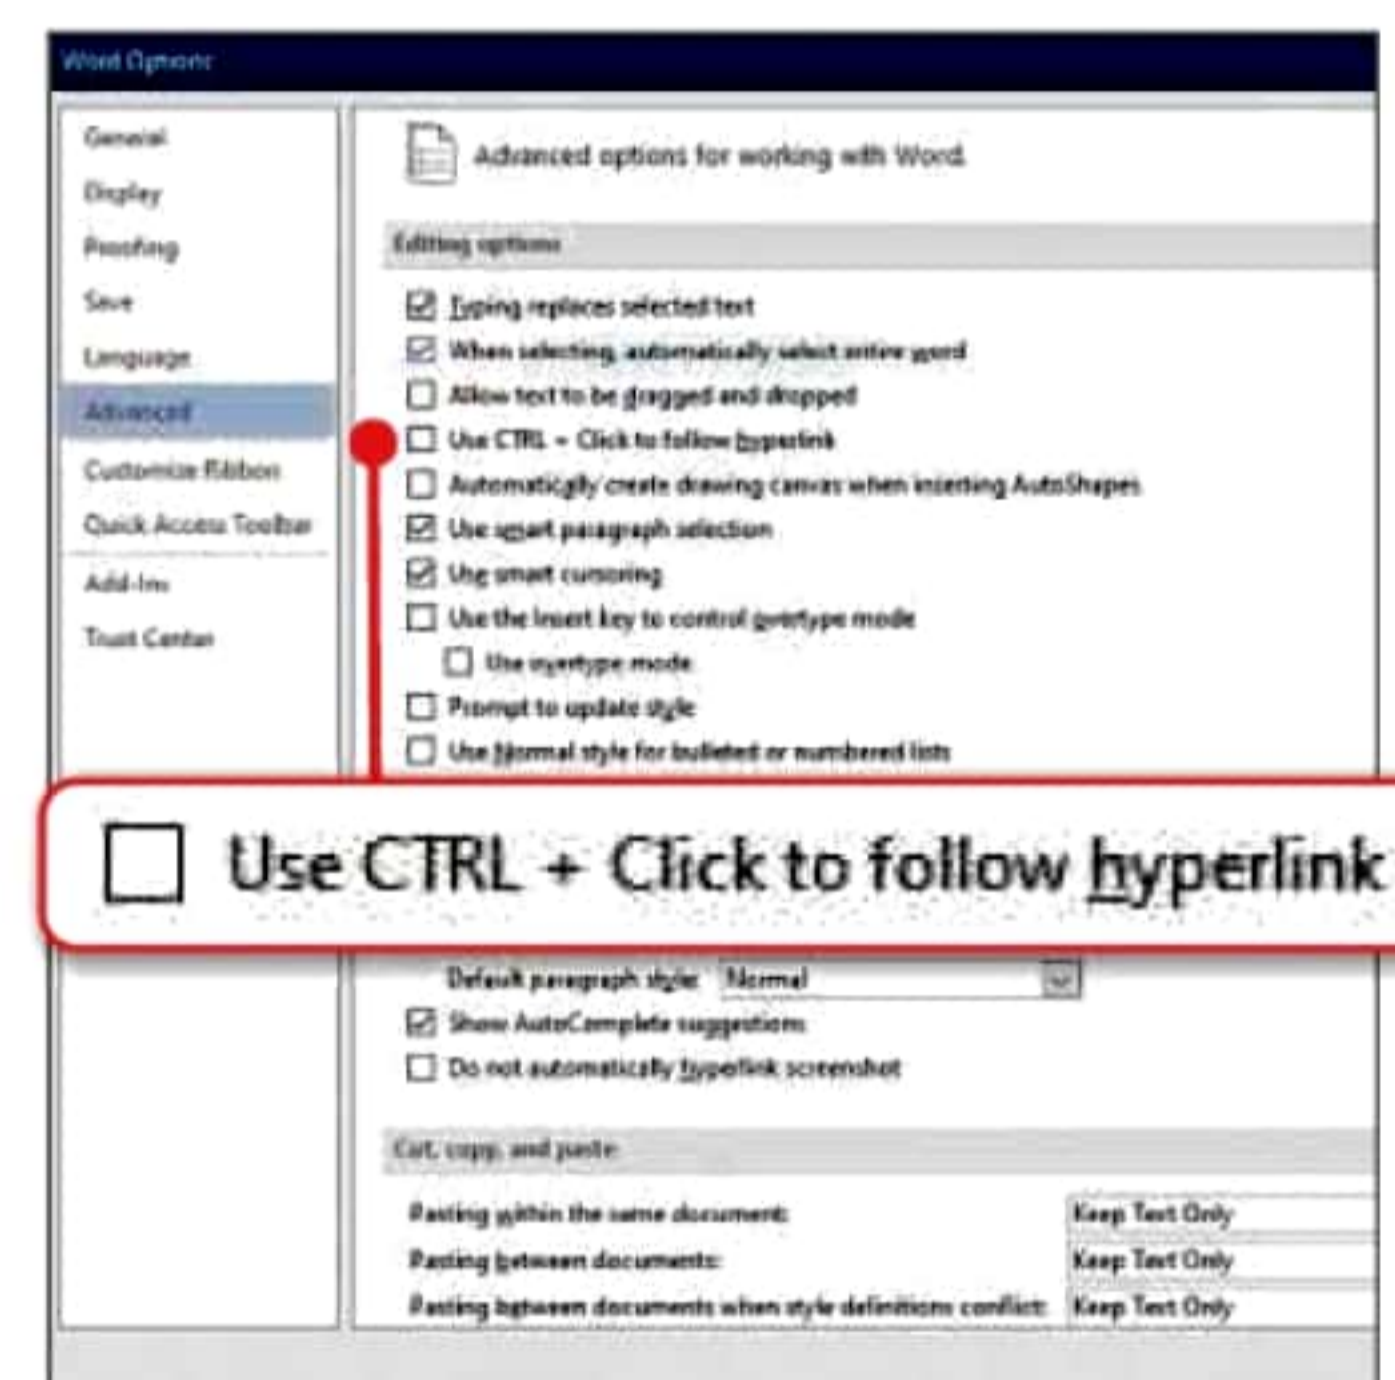 Word Options
General
Display
Proofing
Save
Language
Advanced
Customize Ribbon
Quick Access Toolbar
Add-Ins
Trust Center
Advanced options for working with Word.
Editing options
Typing replaces selected text
When selecting, automatically select entire word
Allow text to be dragged and dropped
Use CTRL + Click to follow hyperlink
Automatically create drawing canvas when inserting AutoShapes
Use smart paragraph selection
Use smart cursoring
Use the Insert key to control overtype mode
Use overtype mode
Prompt to update style
Use Normal style for bulleted or numbered lists
Use CTRL + Click to follow hyperlink
Default paragraph style: Normal
Show AutoComplete suggestions
Do not automatically hyperlink screenshot
Cut, copy, and paste
Pasting within the same document: Keep Text Only
Pasting between documents: Keep Text Only
Pasting between documents when style definitions conflict: Keep Text Only